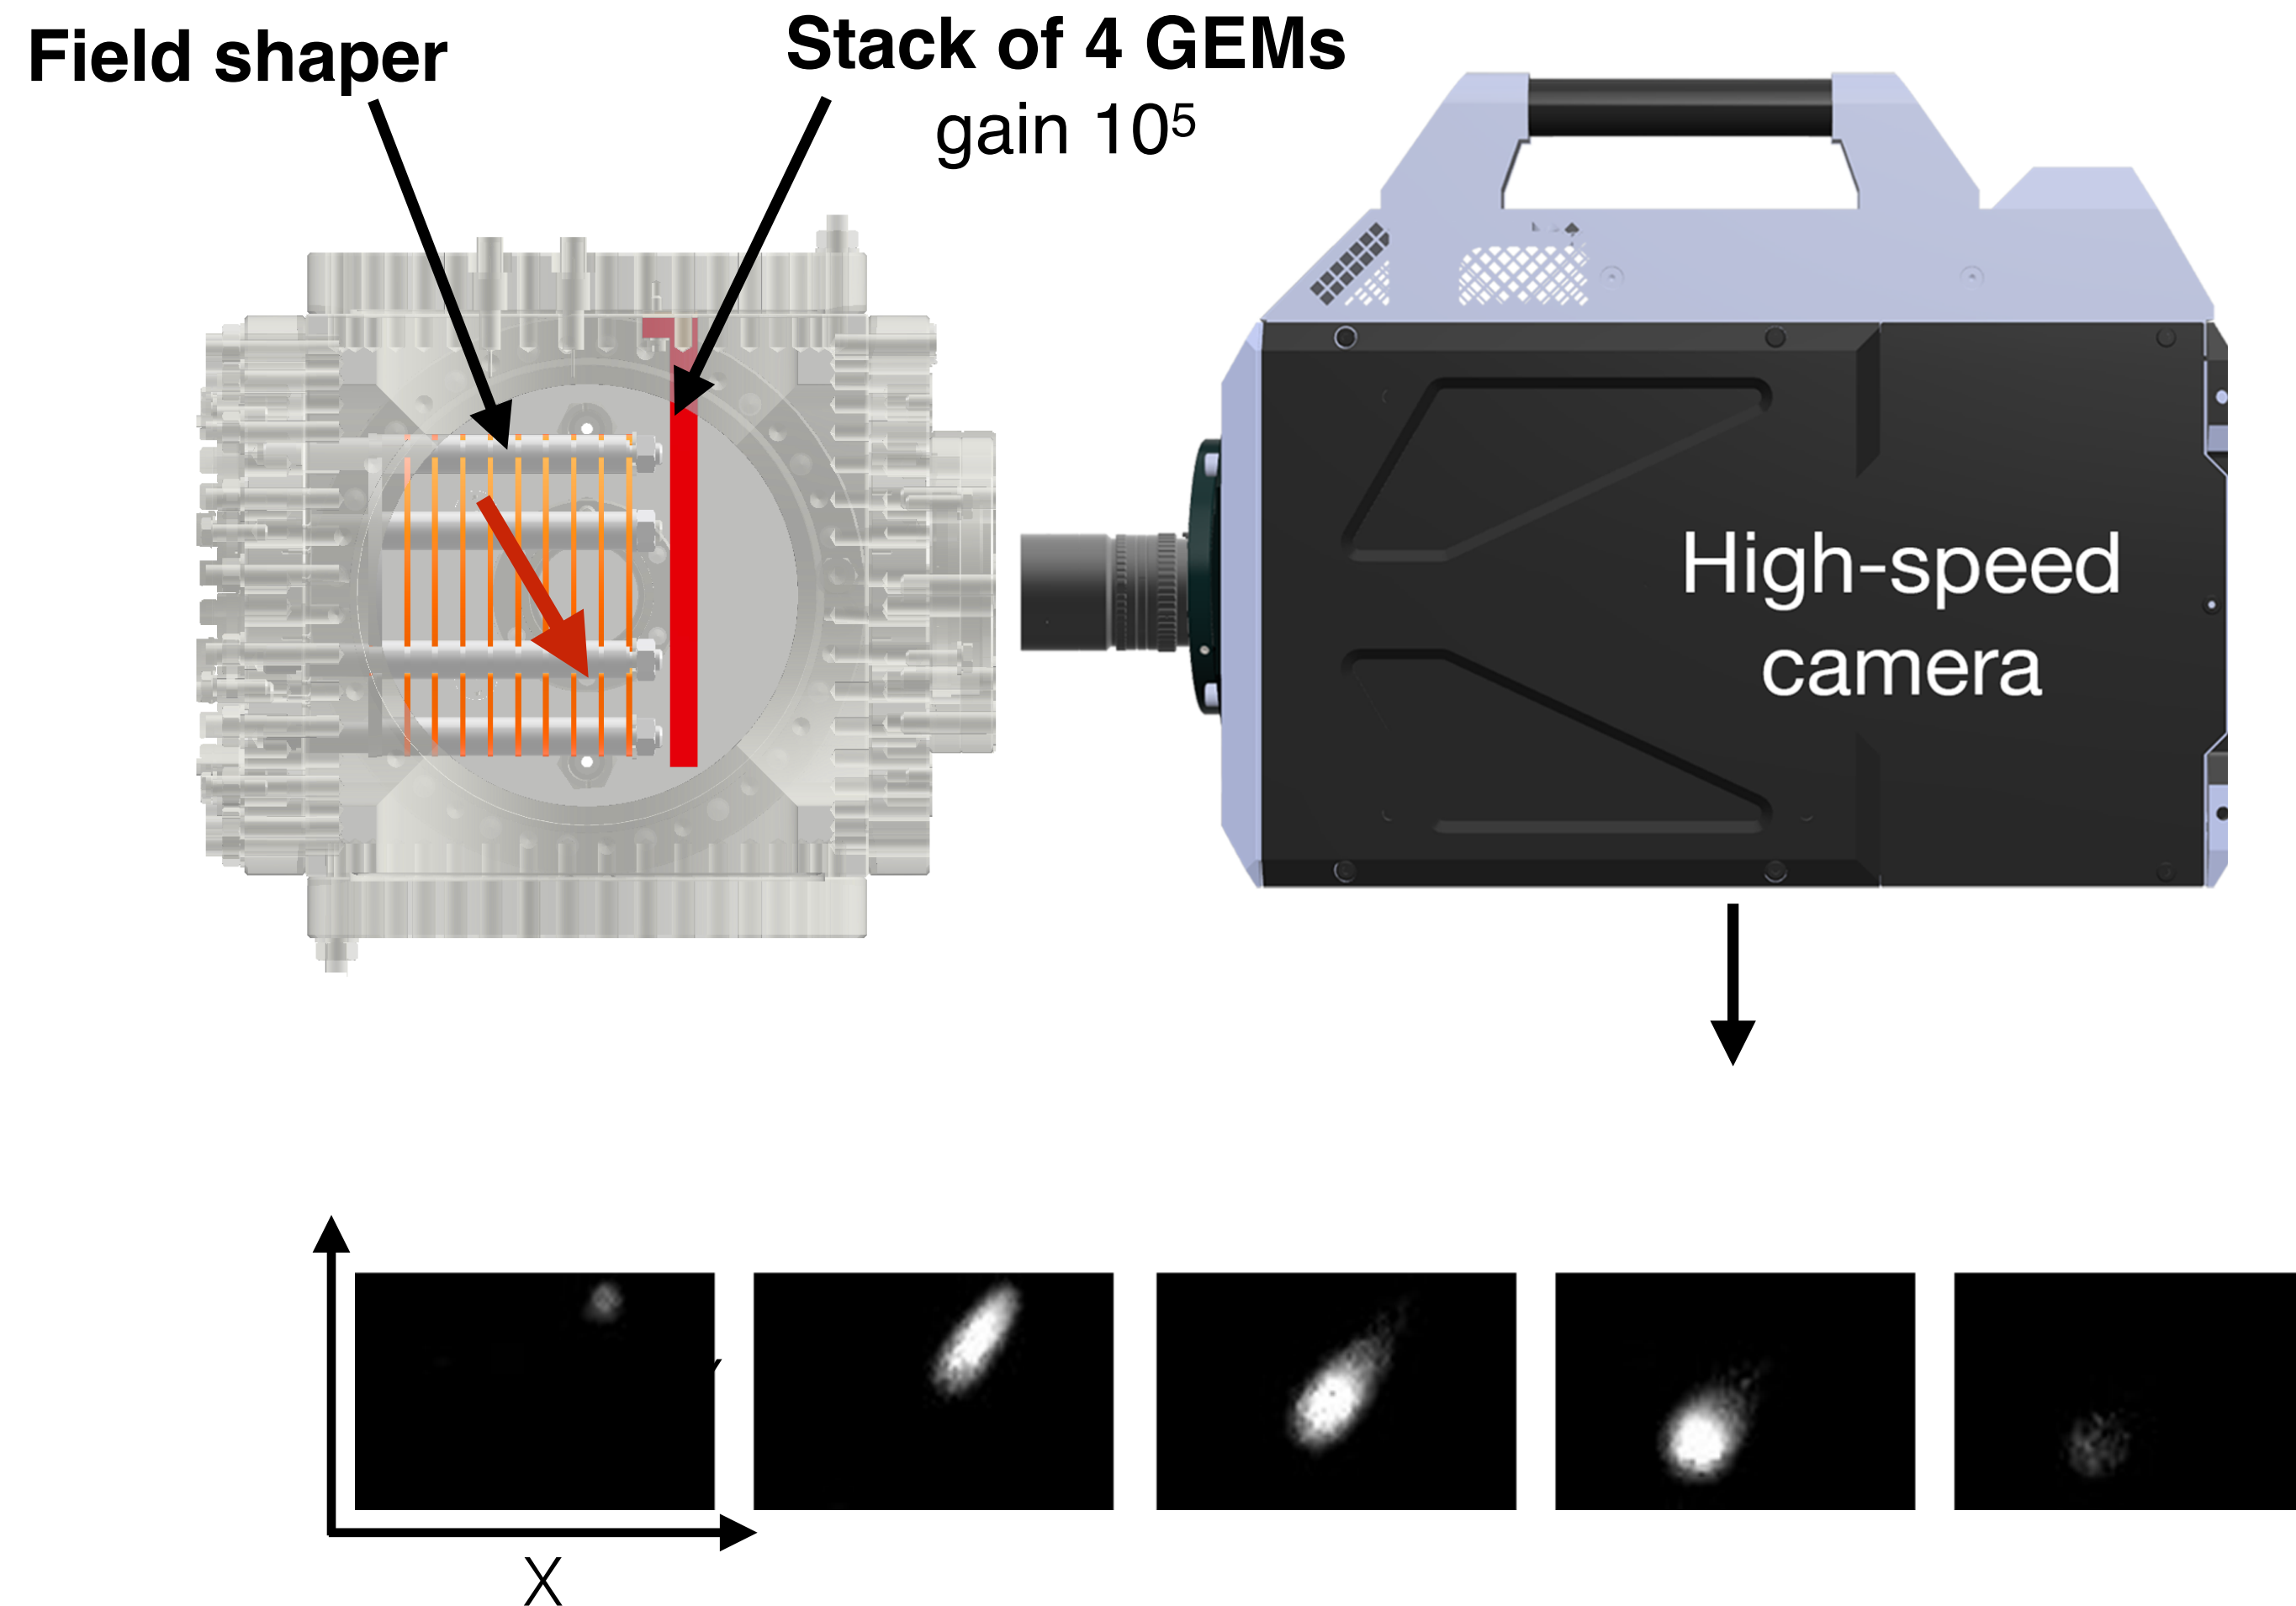 Field shaper
Stack of 4 GEMs
gain 10⁵
High-speed
camera
X